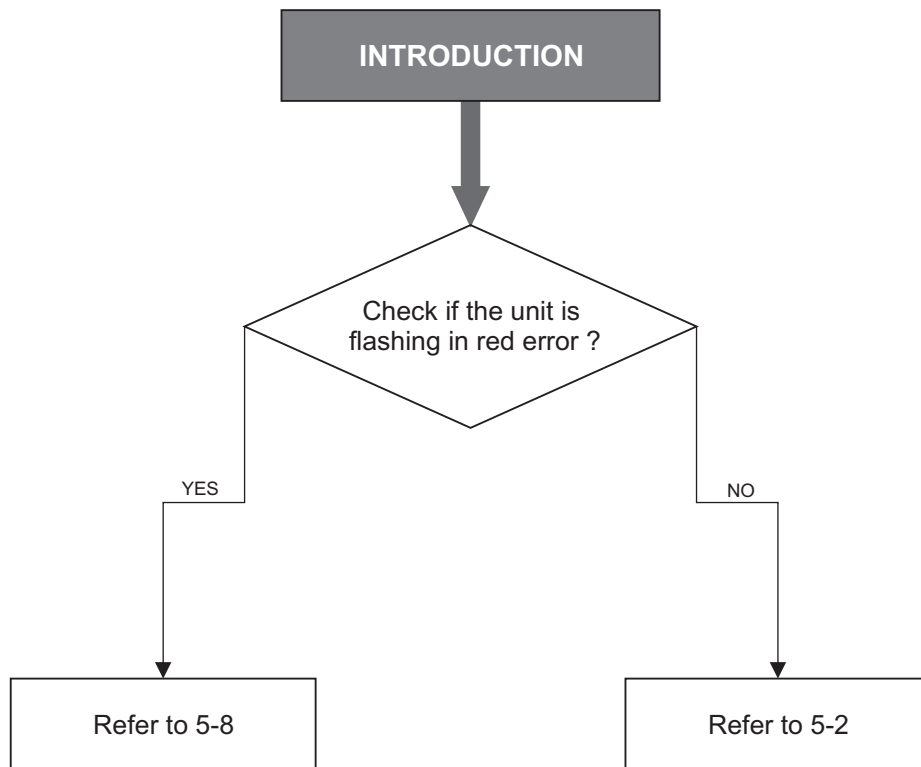 INTRODUCTION
Check if the unit is
flashing in red error ?
YES
NO
Refer to 5-8
Refer to 5-2